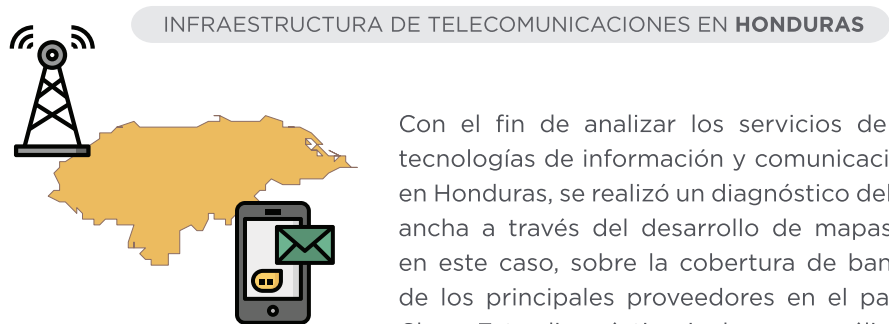 INFRAESTRUCTURA DE TELECOMUNICACIONES EN HONDURAS
Con el fin de analizar los servicios de
tecnologías de información y comunicaci
en Honduras, se realizó un diagnóstico del
ancha a través del desarrollo de mapas
en este caso, sobre la cobertura de ban
de los principales proveedores en el pa